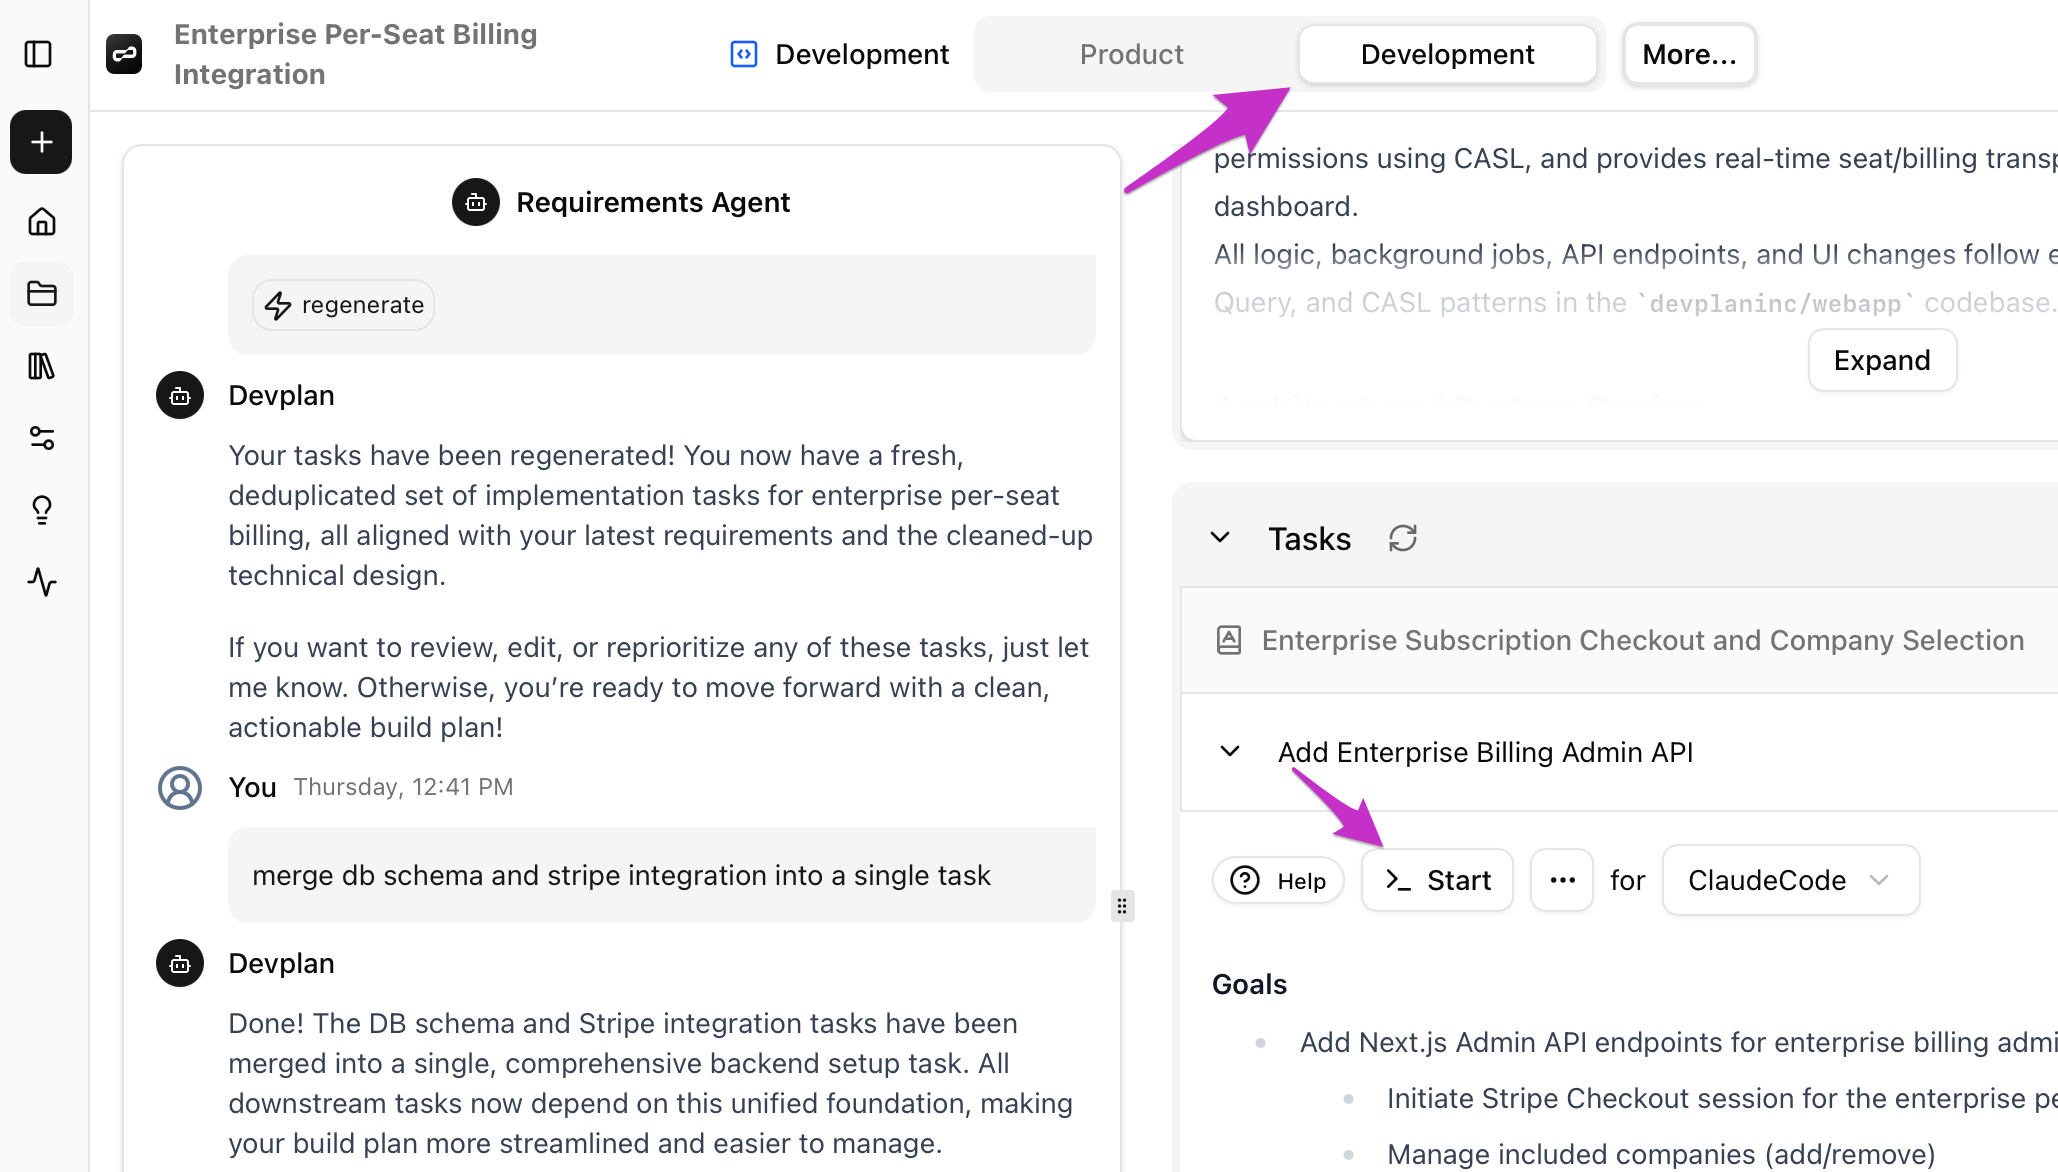 Enterprise Per-Seat Billing
Integration
Development
Product
Development
More...
Requirements Agent
regenerate
Devplan
Your tasks have been regenerated! You now have a fresh,
deduplicated set of implementation tasks for enterprise per-seat
billing, all aligned with your latest requirements and the cleaned-up
technical design.
If you want to review, edit, or reprioritize any of these tasks, just let
me know. Otherwise, you’re ready to move forward with a clean,
actionable build plan!
You Thursday, 12:41 PM
merge db schema and stripe integration into a single task
Devplan
Done! The DB schema and Stripe integration tasks have been
merged into a single, comprehensive backend setup task. All
downstream tasks now depend on this unified foundation, making
your build plan more streamlined and easier to manage.
permissions using CASL, and provides real-time seat/billing
dashboard.
All logic, background jobs, API endpoints, and UI changes follow
Query, and CASL patterns in the `devplaninc/webapp` codebase.
Expand
Tasks
Enterprise Subscription Checkout and Company Selection
Add Enterprise Billing Admin API
Help
>_ Start
... for
ClaudeCode
Goals
Add Next.js Admin API endpoints for enterprise billing
Initiate Stripe Checkout session for the enterprise
Manage included companies (add/remove)